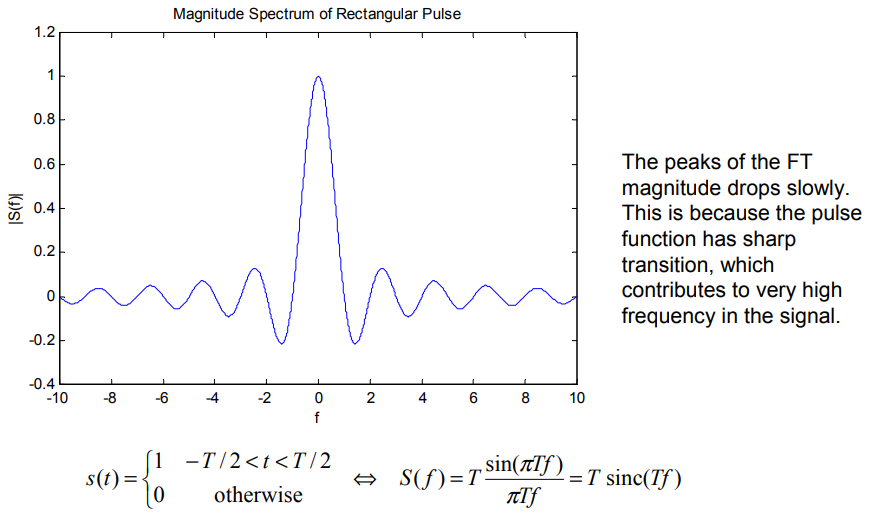 Magnitude Spectrum of Rectangular Pulse
1.2
1
0.8
0.6
0.4
0.2
0
-0.2
-0.4
|S(f)|
-10 -8 -6 -4 -2 0 2 4 6 8 10
f
The peaks of the FT
magnitude drops slowly.
This is because the pulse
function has sharp
transition, which
contributes to very high
frequency in the signal.
s(t) = { 1 −T/2 < t < T/2
0 otherwise
⇔ S(f) = T sin(πTf) / πTf = T sinc(Tf)